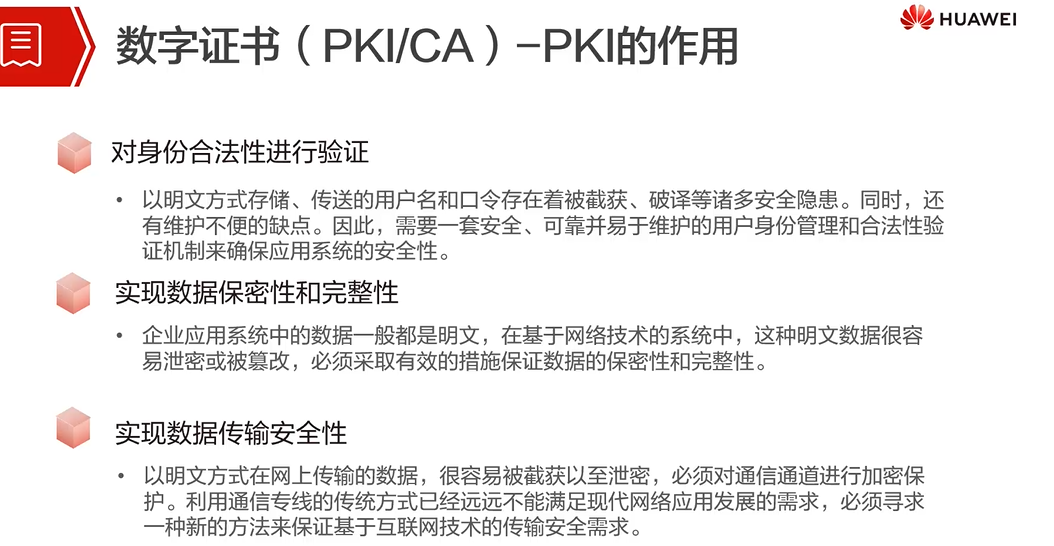 数字证书（PKI/CA）-PKI的作用
HUAWEI
对身份合法性进行验证
• 以明文方式存储、传送的用户名和口令存在着被截获、破译等诸多安全隐患。同时，还
有维护不便的缺点。因此，需要一套安全、可靠并易于维护的用户身份管理和合法性验
证机制来确保应用系统的安全性。
实现数据保密性和完整性
• 企业应用系统中的数据一般都是明文，在基于网络技术的系统中，这种明文数据很容
易泄密或被篡改，必须采取有效的措施保证数据的保密性和完整性。
实现数据传输安全性
• 以明文方式在网上传输的数据，很容易被截获以至泄密，必须对通信通道进行加密保
护。利用通信专线的传统方式已经远远不能满足现代网络应用发展的需求，必须寻求
一种新的方法来保证基于互联网技术的传输安全需求。